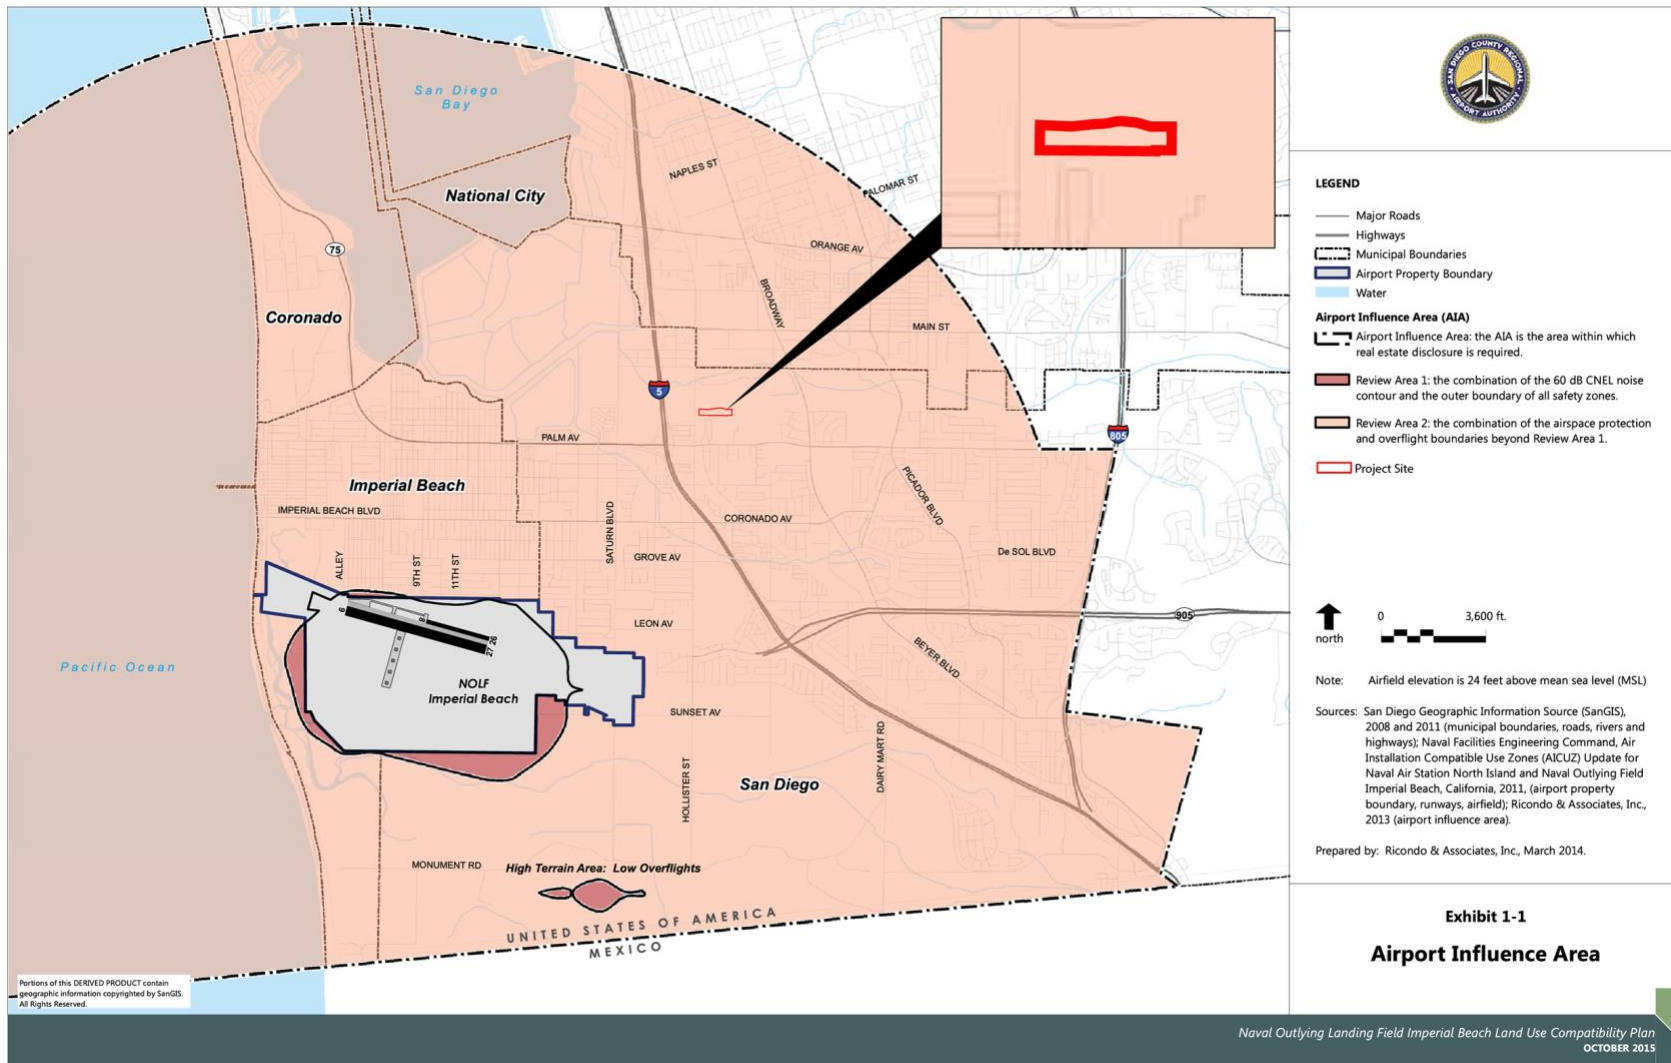 San Diego
Bay
NAPLES ST
PALOMAR ST
National City
75
ORANGE AV
BROADWAY
Coronado
MAIN ST
5
805
PALM AV
Imperial Beach
PICADOR BLVD
IMPERIAL BEACH BLVD
SATURN BLVD
CORONADO AV
ALLEY
9TH ST
11TH ST
GROVE AV
De SOL BLVD
9
8
26
27
LEON AV
905
BEYER BLVD
Pacific Ocean
NOLF
Imperial Beach
SUNSET AV
HOLLISTER ST
DAIRY MART RD
San Diego
MONUMENT RD
High Terrain Area: Low Overflights
UNITED STATES OF AMERICA
MEXICO
Portions of this DERIVED PRODUCT contain
geographic information copyrighted by SanGIS.
All Rights Reserved.
SAN DIEGO COUNTY REGIONAL
AIRPORT AUTHORITY
LEGEND
Major Roads
Highways
Municipal Boundaries
Airport Property Boundary
Water
Airport Influence Area (AIA)
Airport Influence Area: the AIA is the area within which
real estate disclosure is required.
Review Area 1: the combination of the 60 dB CNEL noise
contour and the outer boundary of all safety zones.
Review Area 2: the combination of the airspace protection
and overflight boundaries beyond Review Area 1.
Project Site
north
0 3,600 ft.
Note: Airfield elevation is 24 feet above mean sea level (MSL)
Sources: San Diego Geographic Information Source (SanGIS),
2008 and 2011 (municipal boundaries, roads, rivers and
highways); Naval Facilities Engineering Command, Air
Installation Compatible Use Zones (AICUZ) Update for
Naval Air Station North Island and Naval Outlying Field
Imperial Beach, California, 2011, (airport property
boundary, runways, airfield); Ricondo & Associates, Inc.,
2013 (airport influence area).
Prepared by: Ricondo & Associates, Inc., March 2014.
Exhibit 1-1
Airport Influence Area
Naval Outlying Landing Field Imperial Beach Land Use Compatibility Plan
OCTOBER 2015